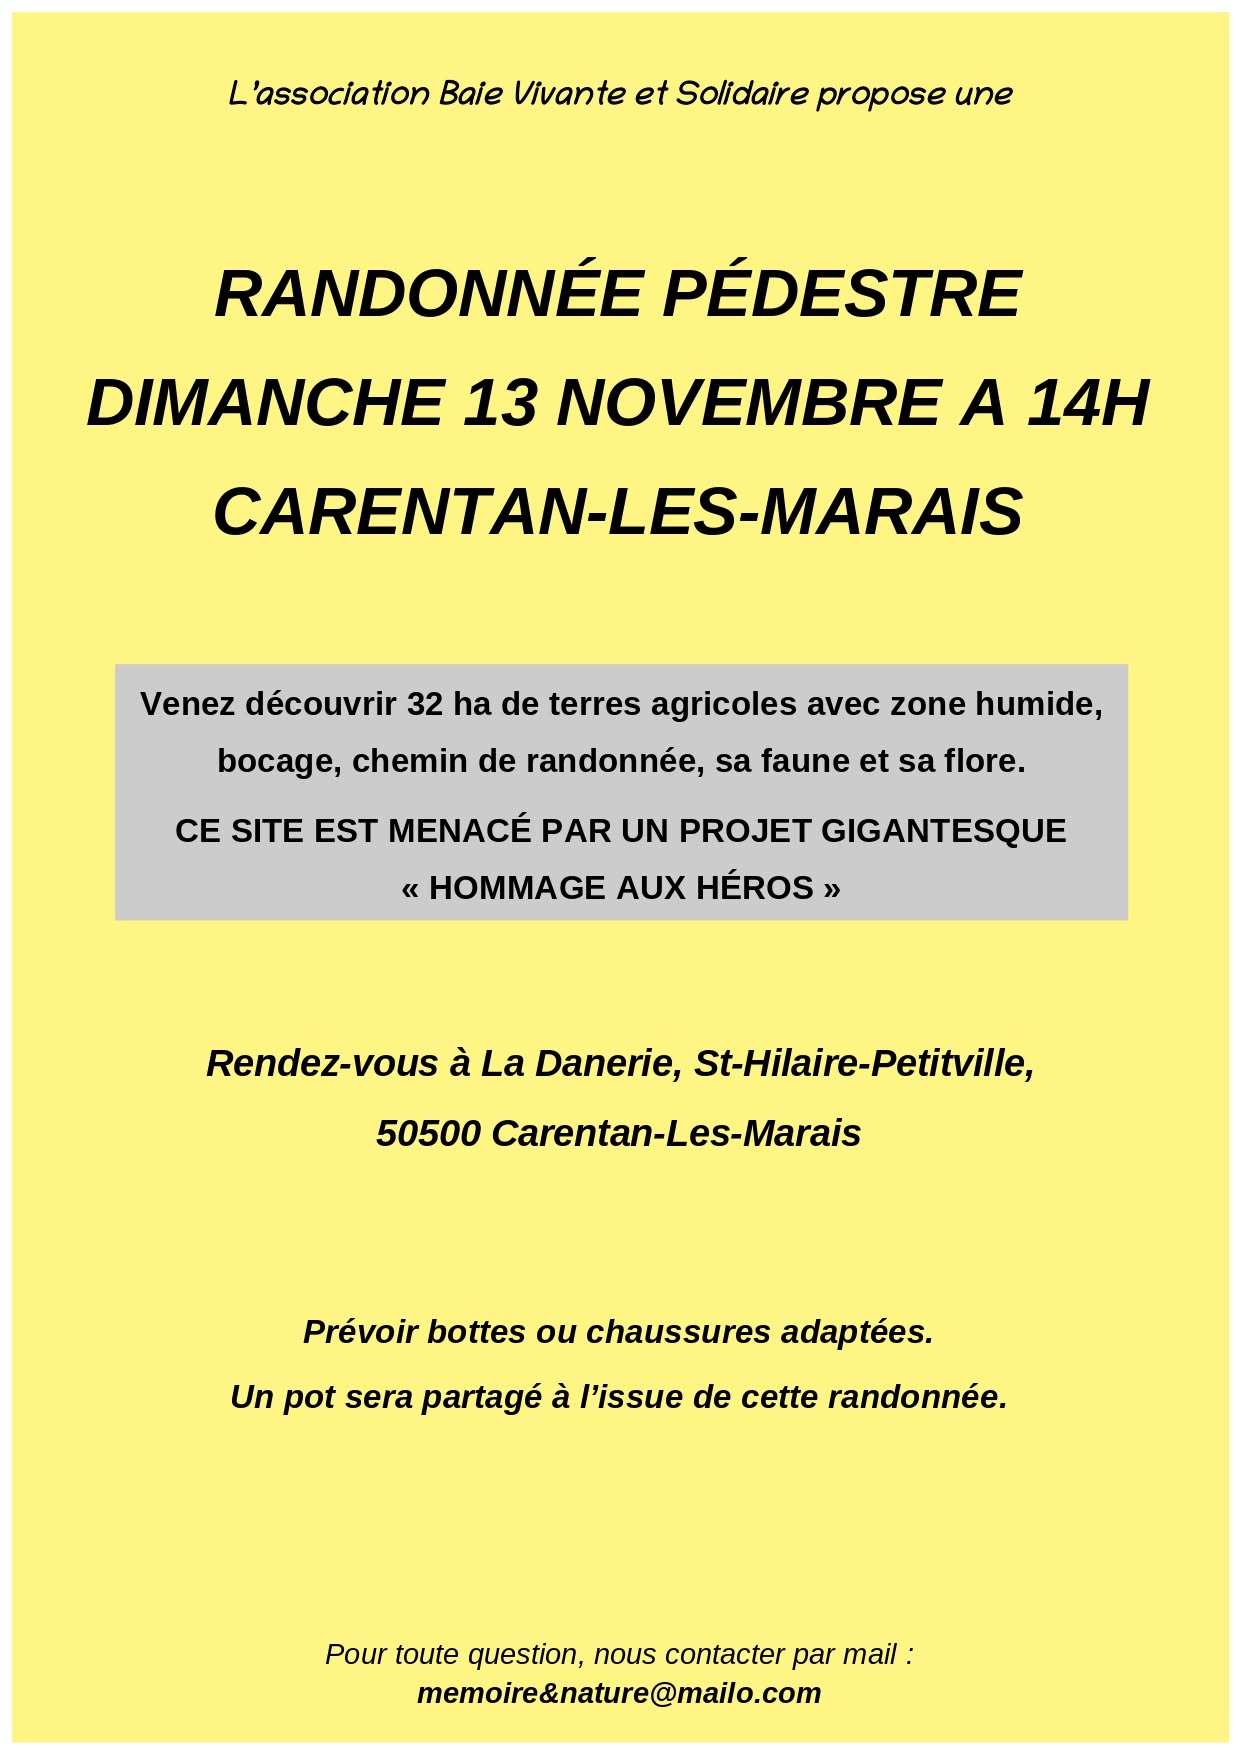 L'association Baie Vivante et Solidaire propose une
RANDONNÉE PÉDESTRE
DIMANCHE 13 NOVEMBRE A 14H
CARENTAN-LES-MARAIS
Venez découvrir 32 ha de terres agricoles avec zone humide,
bocage, chemin de randonnée, sa faune et sa flore.
CE SITE EST MENACÉ PAR UN PROJET GIGANTESQUE
« HOMMAGE AUX HÉROS »
Rendez-vous à La Danerie, St-Hilaire-Petitville,
50500 Carentan-Les-Marais
Prévoir bottes ou chaussures adaptées.
Un pot sera partagé à l’issue de cette randonnée.
Pour toute question, nous contacter par mail :
memoire&nature@mailo.com